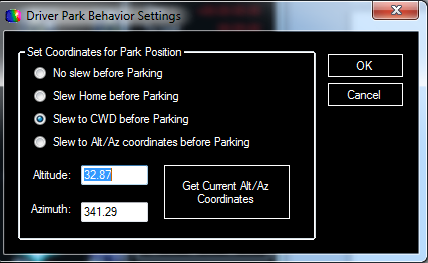 Driver Park Behavior Settings
Set Coordinates for Park Position
No slew before Parking
OK
Slew Home before Parking
Cancel
Slew to CWD before Parking
Slew to Alt/Az coordinates before Parking
Altitude: 32.87
Get Current Alt/Az
Coordinates
Azimuth: 341.29